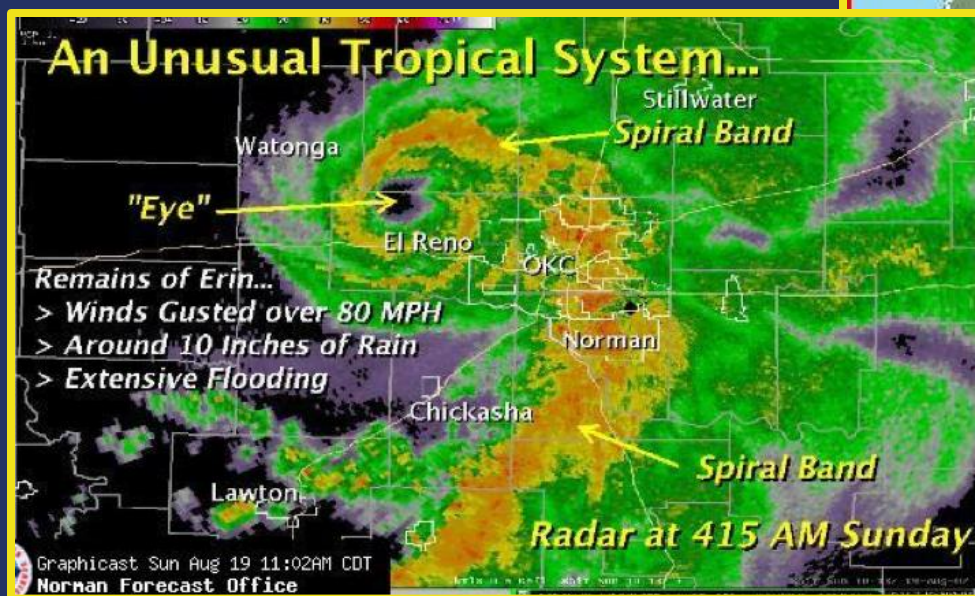 An Unusual Tropical System...
Stillwater
Spiral Band
Watonga
"Eye"
El Reno
OKC
Remains of Erin...
> Winds Gusted over 80 MPH
> Around 10 Inches of Rain
> Extensive Flooding
Norman
Chickasha
Spiral Band
Lawton
Radar at 415 AM Sunday
Graphicast Sun Aug 19 11:02AM CDT
Norman Forecast Office